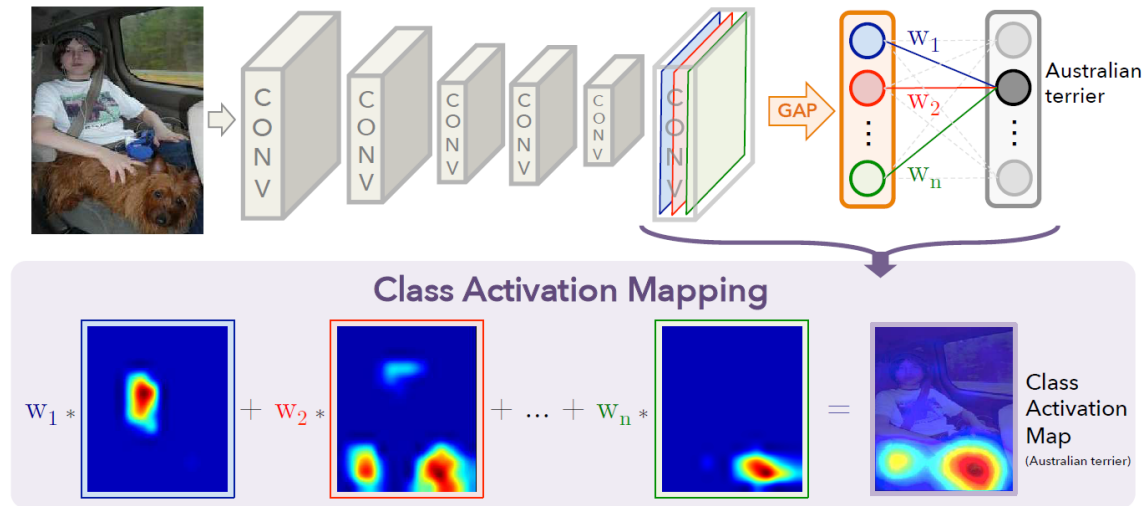 CONV
CONV
CONV
CONV
CONV
CONV
GAP
w1
w2
⋮
wn
⋮
Australian
terrier
Class Activation Mapping
w1 * + w2 * + ... + wn * =
Class
Activation
Map
(Australian terrier)